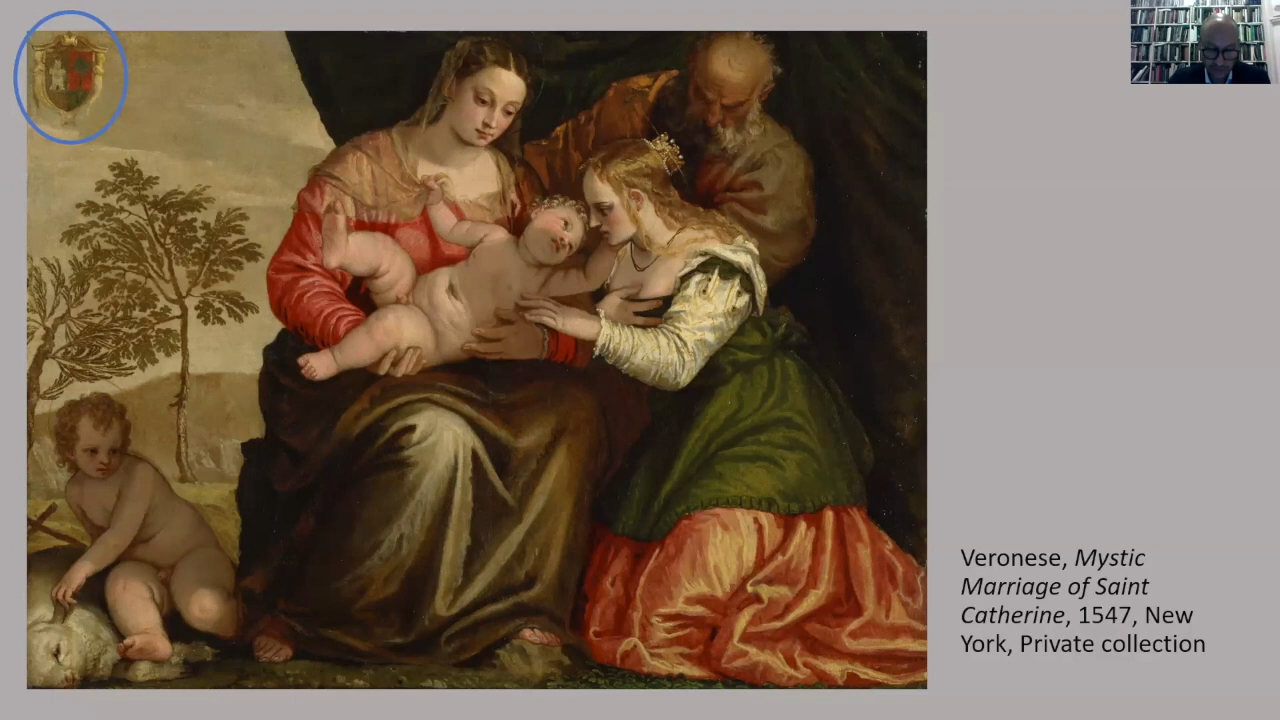 Veronese, Mystic
Marriage of Saint
Catherine, 1547, New
York, Private collection